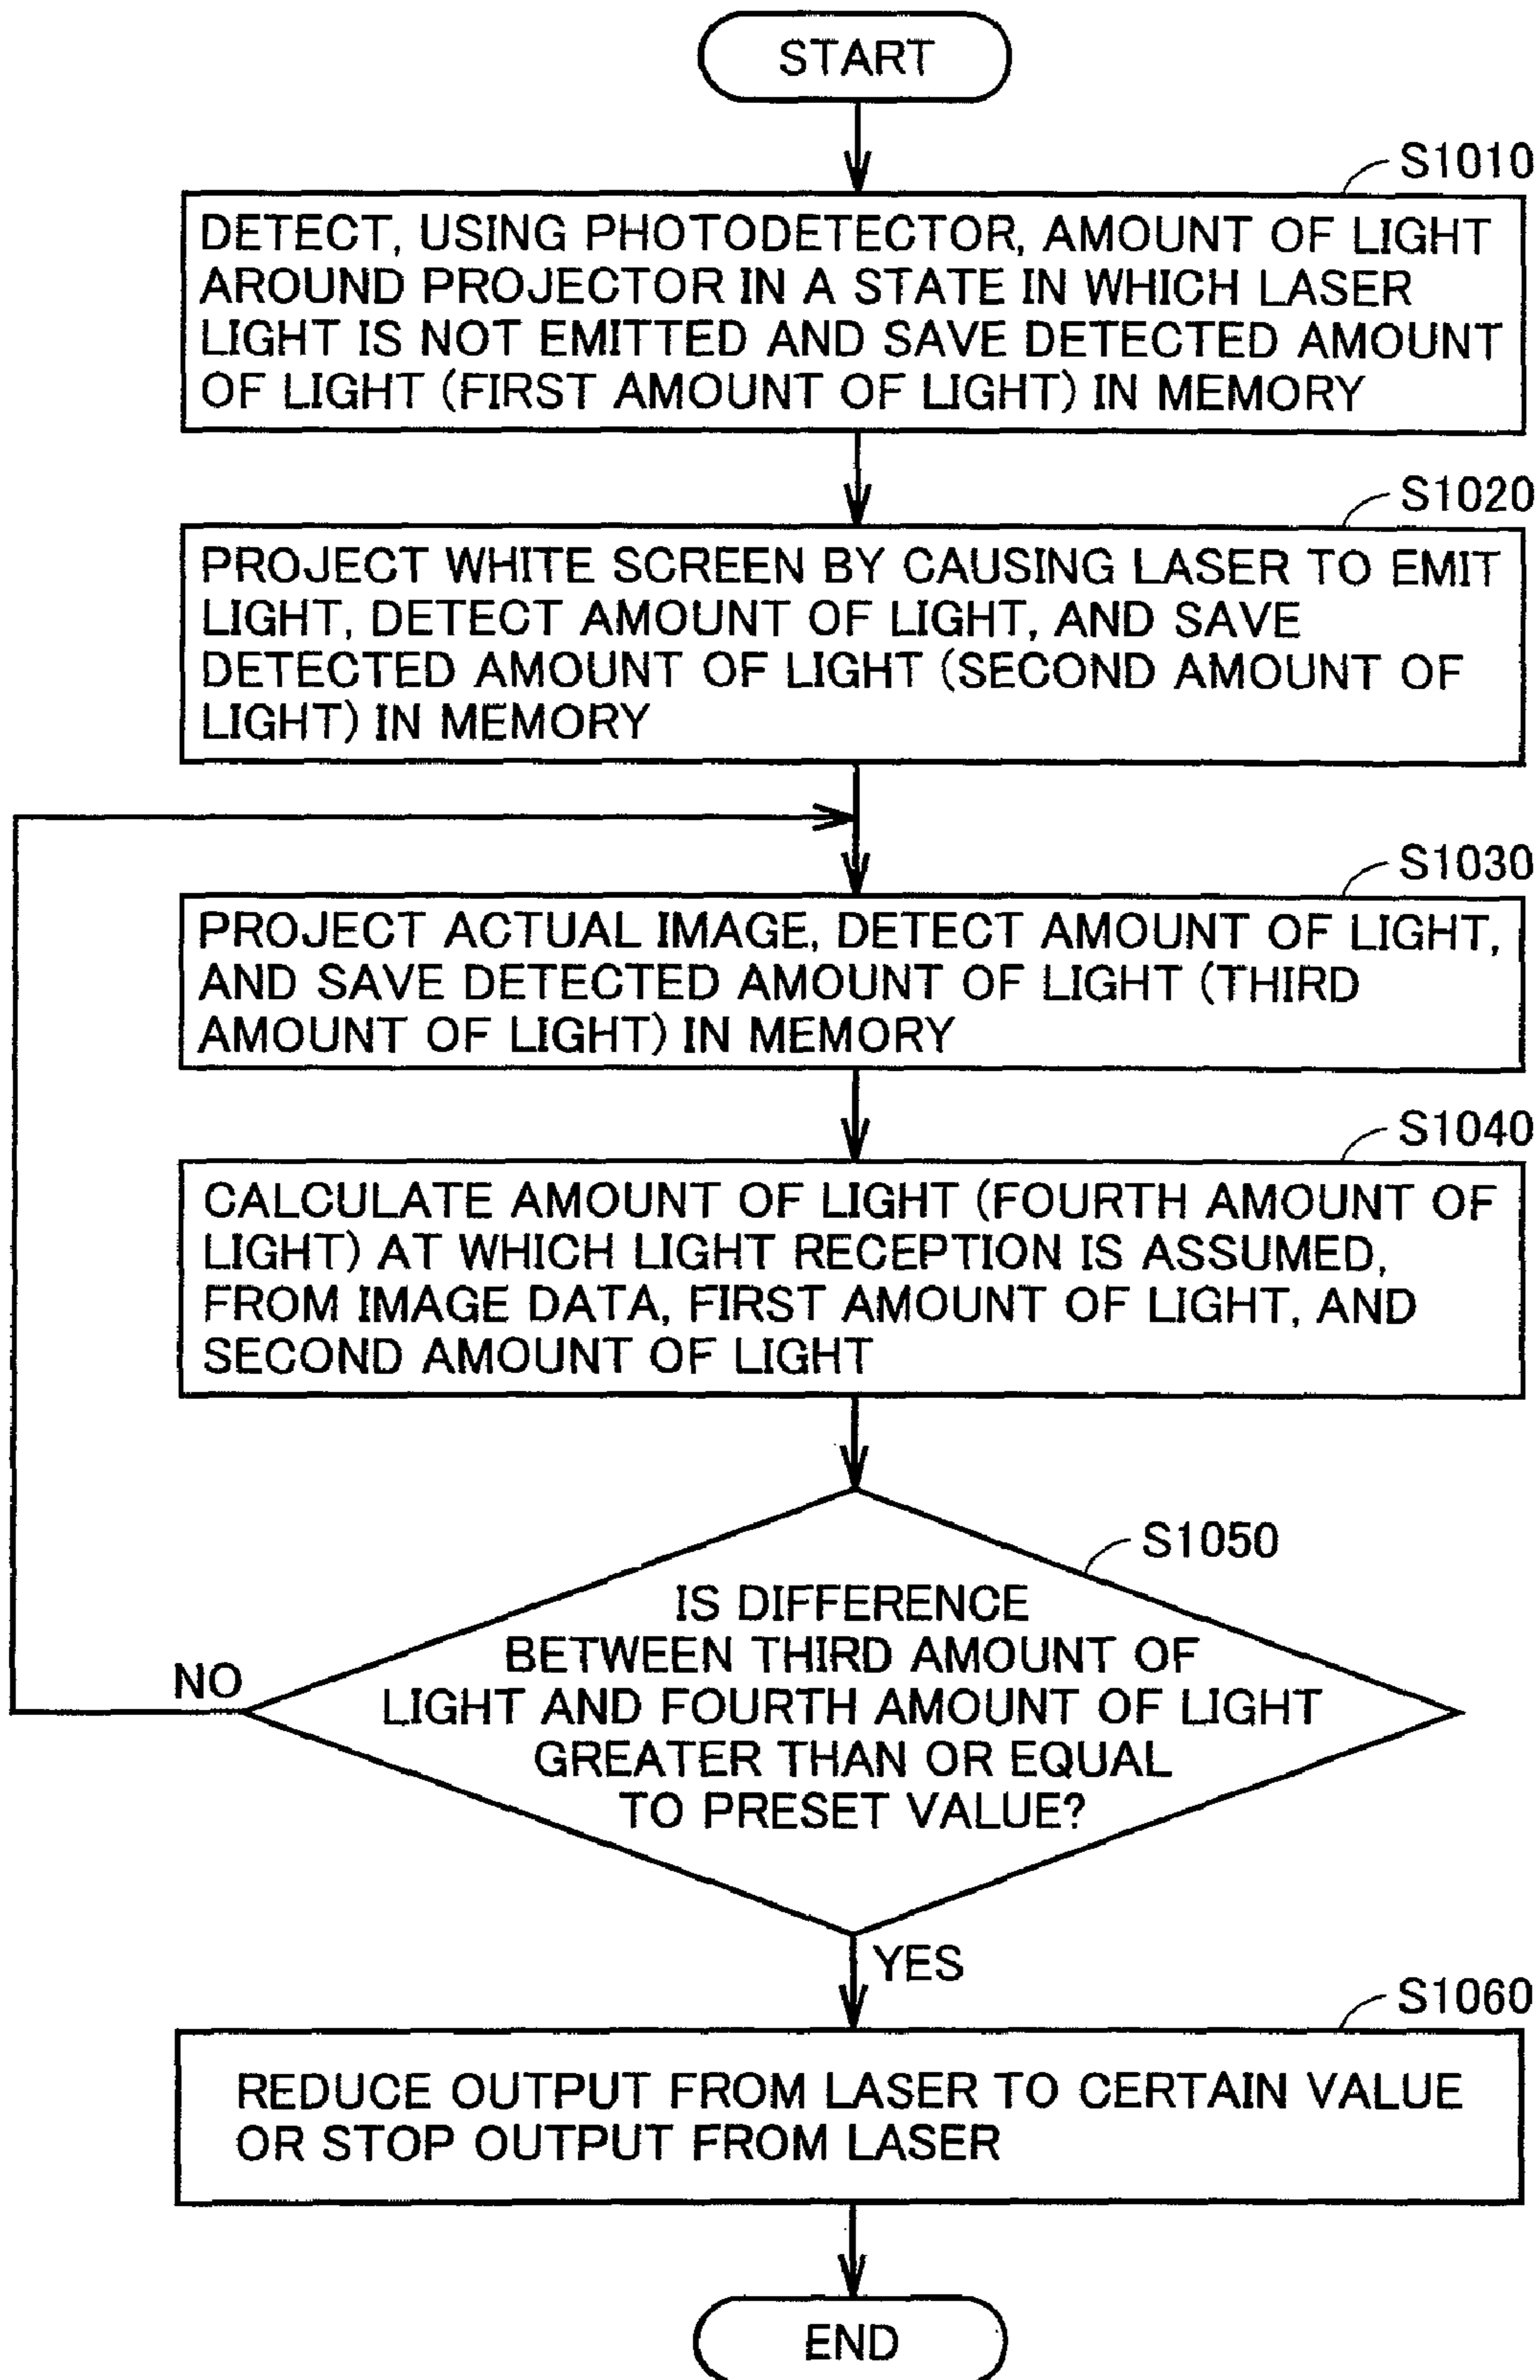 START
S1010
DETECT, USING PHOTODETECTOR, AMOUNT OF LIGHT
AROUND PROJECTOR IN A STATE IN WHICH LASER
LIGHT IS NOT EMITTED AND SAVE DETECTED AMOUNT
OF LIGHT (FIRST AMOUNT OF LIGHT) IN MEMORY
S1020
PROJECT WHITE SCREEN BY CAUSING LASER TO EMIT
LIGHT, DETECT AMOUNT OF LIGHT, AND SAVE
DETECTED AMOUNT OF LIGHT (SECOND AMOUNT OF
LIGHT) IN MEMORY
S1030
PROJECT ACTUAL IMAGE, DETECT AMOUNT OF LIGHT,
AND SAVE DETECTED AMOUNT OF LIGHT (THIRD
AMOUNT OF LIGHT) IN MEMORY
S1040
CALCULATE AMOUNT OF LIGHT (FOURTH AMOUNT OF
LIGHT) AT WHICH LIGHT RECEPTION IS ASSUMED,
FROM IMAGE DATA, FIRST AMOUNT OF LIGHT, AND
SECOND AMOUNT OF LIGHT
S1050
IS DIFFERENCE
BETWEEN THIRD AMOUNT OF
LIGHT AND FOURTH AMOUNT OF LIGHT
GREATER THAN OR EQUAL
TO PRESET VALUE?
NO
YES
S1060
REDUCE OUTPUT FROM LASER TO CERTAIN VALUE
OR STOP OUTPUT FROM LASER
END